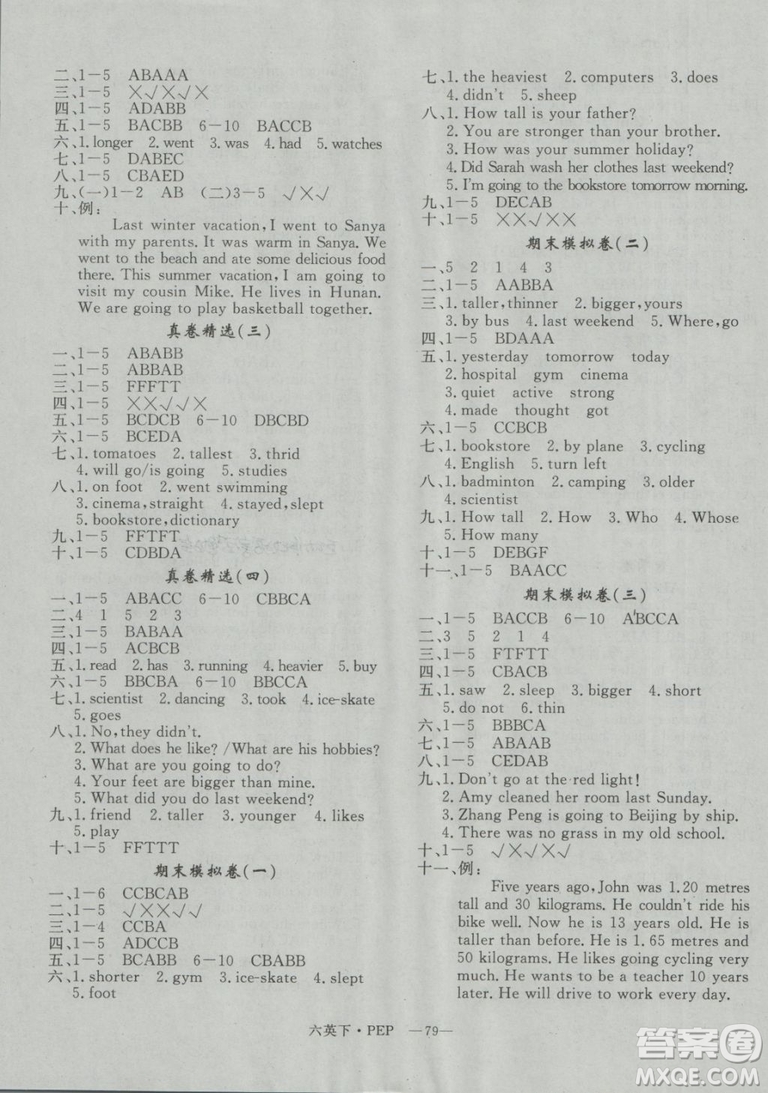 二、1－5 ABAAA
三、1－5 ×√×√×
四、1－5 ADABB
五、1－5 BACBB 6－10 BACCB
六、1. longer 2. went 3. was 4. had 5. watches
七、1－5 DABEC
八、1－5 CBAED
九、(一)1－2 AB (二)3－5 √√×
十、例：
Last winter vacation, I went to Sanya
with my parents. It was warm in Sanya. We
went to the beach and ate some delicious food
there. This summer vacation, I am going to
visit my cousin Mike. He lives in Hunan.
We are going to play basketball together.
真卷精选(三)
一、1－5 ABABB
二、1－5 ABBAB
三、1－5 FFFTT
四、1－5 ××√√×
五、1－5 BCDCB 6－10 DBCBD
六、1－5 BCEDA
七、1. tomatoes 2. tallest 3. thrid
4. will go/is going 5. studies
八、1. on foot 2. went swimming
3. cinema, straight 4. stayed, slept
5. bookstore, dictionary
九、1－5 FFTFT
十、1－5 CDBDA
真卷精选(四)
一、1－5 ABACC 6－10 CBBCA
二、4 1 5 2 3
三、1－5 BABAA
四、1－5 ACBCB
五、1. read 2. has 3. running 4. heavier 5. buy
六、1－5 BBCBA 6－10 BBCCA
七、1. scientist 2. dancing 3. took 4. ice-skate
5. goes
八、1. No, they didn't.
2. What does he like? /What are his hobbies?
3. What are you going to do?
4. Your feet are bigger than mine.
5. What did you do last weekend?
九、1. friend 2. taller 3. younger 4. likes
5. play
十、1－5 FFTTT
期末模拟卷(一)
一、1－6 CCBCAB
二、1－5 √××√√
三、1－4 CCBA
四、1－5 ADCCB
五、1－5 BCABB 6－10 CBABB
六、1. shorter 2. gym 3. ice-skate 4. slept
5. foot
七、1. the heaviest 2. computers 3. does
4. didn't 5. sheep
八、1. How tall is your father?
2. You are stronger than your brother.
3. How was your summer holiday?
4. Did Sarah wash her clothes last weekend?
5. I'm going to the bookstore tomorrow morning.
九、1－5 DECAB
十、1－5 ××√××
期末模拟卷(二)
一、5 2 1 4 3
二、1－5 AABBA
三、1. taller, thinner 2. bigger, yours
3. by bus 4. last weekend 5. Where, go
四、1－5 BDAAA
五、1. yesterday tomorrow today
2. hospital gym cinema
3. quiet active strong
4. made thought got
六、1－5 CCBCB
七、1. bookstore 2. by plane 3. cycling
4. English 5. turn left
八、1. badminton 2. camping 3. older
4. scientist
九、1. How tall 2. How 3. Who 4. Whose
5. How many
十、1－5 DEBGF
十一、1－5 BAACC
期末模拟卷(三)
一、1－5 BACCB 6－10 ABCCA
二、3 5 2 1 4
三、1－5 FTFTT
四、1－5 CBACB
五、1. saw 2. sleep 3. bigger 4. short
5. do not 6. thin
六、1－5 BBBCA
七、1－5 ABAAB
八、1－5 CEDAB
九、1. Don't go at the red light!
2. Amy cleaned her room last Sunday.
3. Zhang Peng is going to Beijing by ship.
4. There was no grass in my old school.
十、1－5 √×√×√
十一、例：
Five years ago, John was 1.20 metres
tall and 30 kilograms. He couldn't ride his
bike well. Now he is 13 years old. He is
taller than before. He is 1. 65 metres and
50 kilograms. He likes going cycling very
much. He wants to be a teacher 10 years
later. He will drive to work every day.
六英下·PEP —79—
答案圈
MXQE.COM